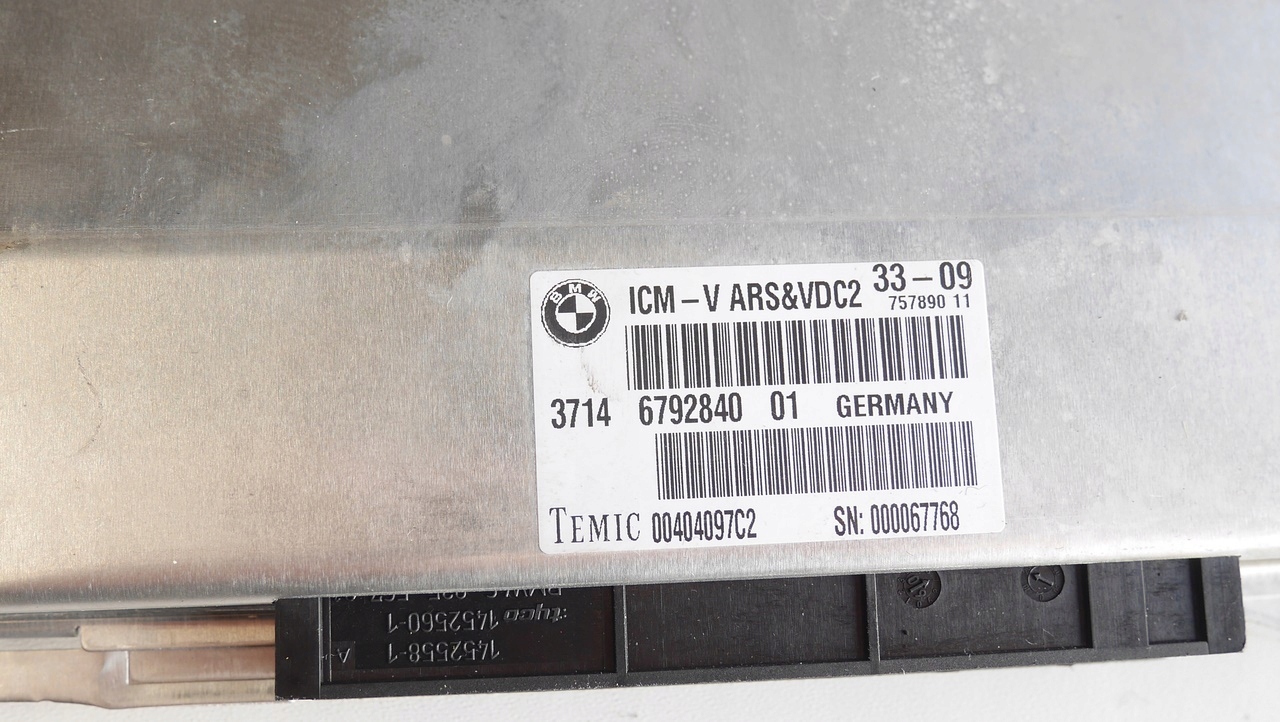 BMW
ICM – V ARS&VDC2 33 – 09
757890 11
3714 6792840 01 GERMANY
TEMIC 00404097C2 SN: 000067768
tyco 1452560-1
1452558-1
A